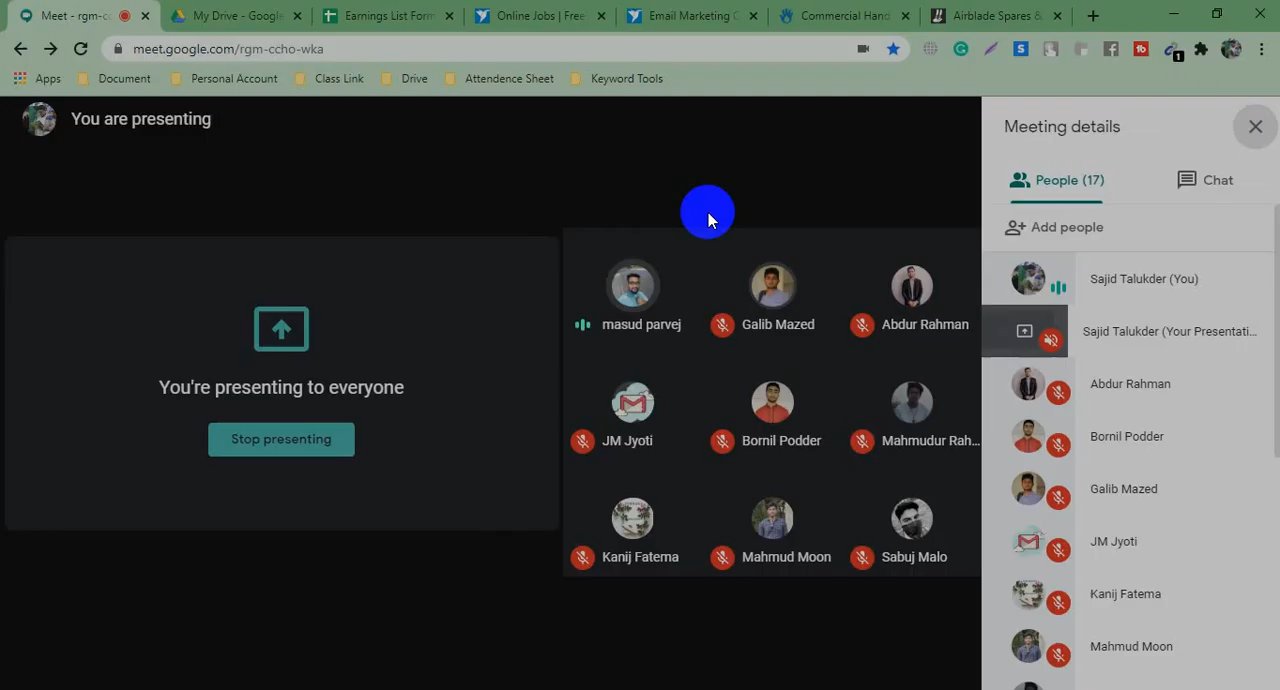 Meet - rgm-c
My Drive - Google
Earnings List Form
Online Jobs | Free
Email Marketing C
Commercial Hand
Airblade Spares &
meet.google.com/rgm-ccho-wka
1
Apps
Document
Personal Account
Class Link
Drive
Attendence Sheet
Keyword Tools
You are presenting
You're presenting to everyone
Stop presenting
masud parvej
Galib Mazed
Abdur Rahman
JM Jyoti
Bornil Podder
Mahmudur Rah...
Kanij Fatema
Mahmud Moon
Sabuj Malo
Meeting details
People (17)
Chat
Add people
Sajid Talukder (You)
Sajid Talukder (Your Presentati...
Abdur Rahman
Bornil Podder
Galib Mazed
JM Jyoti
Kanij Fatema
Mahmud Moon